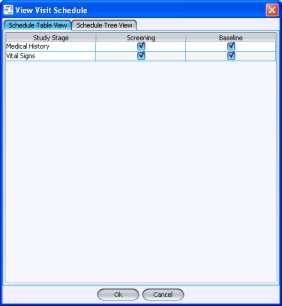 View Visit Schedule
Schedule Table View Schedule Tree View
Study Stage Screening Baseline
Medical History
Vital Signs
Ok Cancel